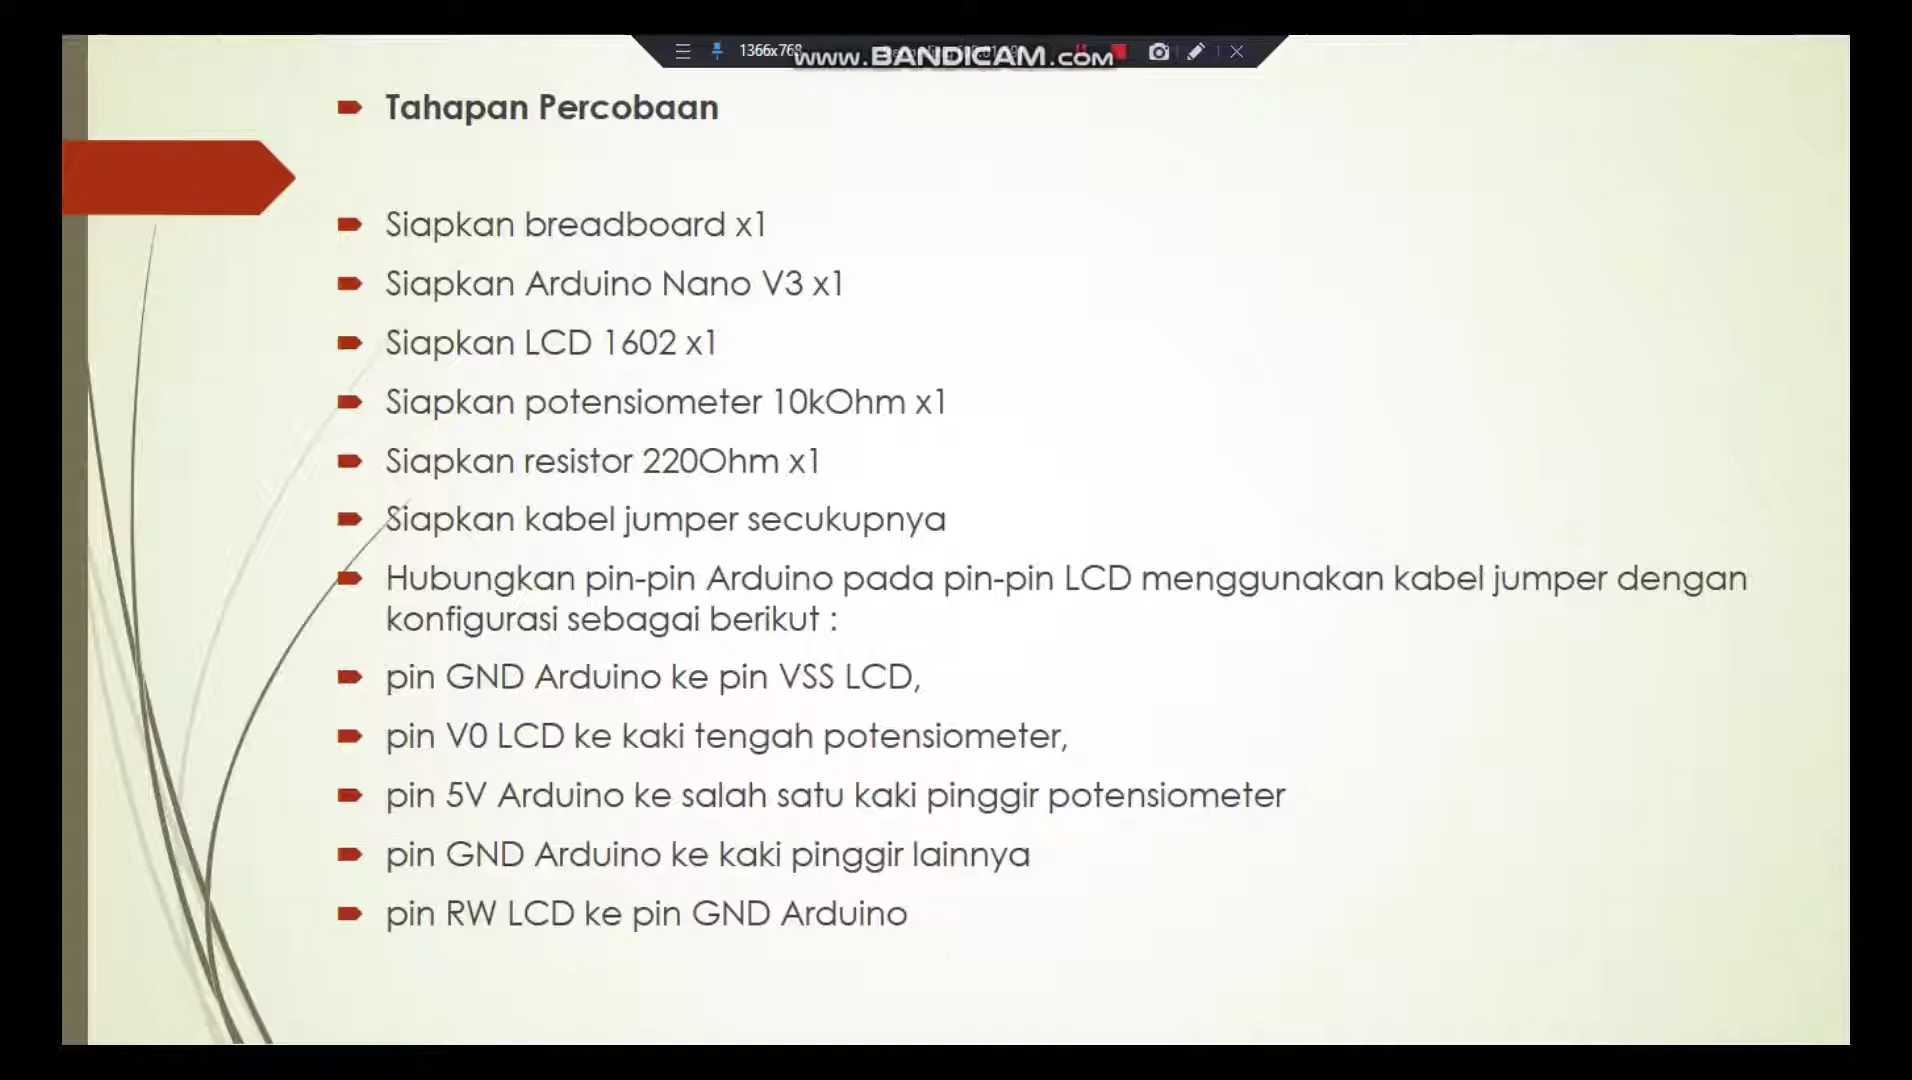 1366x768
www.BANDICAM.com
Tahapan Percobaan
Siapkan breadboard x1
Siapkan Arduino Nano V3 x1
Siapkan LCD 1602 x1
Siapkan potensiometer 10kOhm x1
Siapkan resistor 220Ohm x1
Siapkan kabel jumper secukupnya
Hubungkan pin-pin Arduino pada pin-pin LCD menggunakan kabel jumper dengan
konfigurasi sebagai berikut :
pin GND Arduino ke pin VSS LCD,
pin V0 LCD ke kaki tengah potensiometer,
pin 5V Arduino ke salah satu kaki pinggir potensiometer
pin GND Arduino ke kaki pinggir lainnya
pin RW LCD ke pin GND Arduino